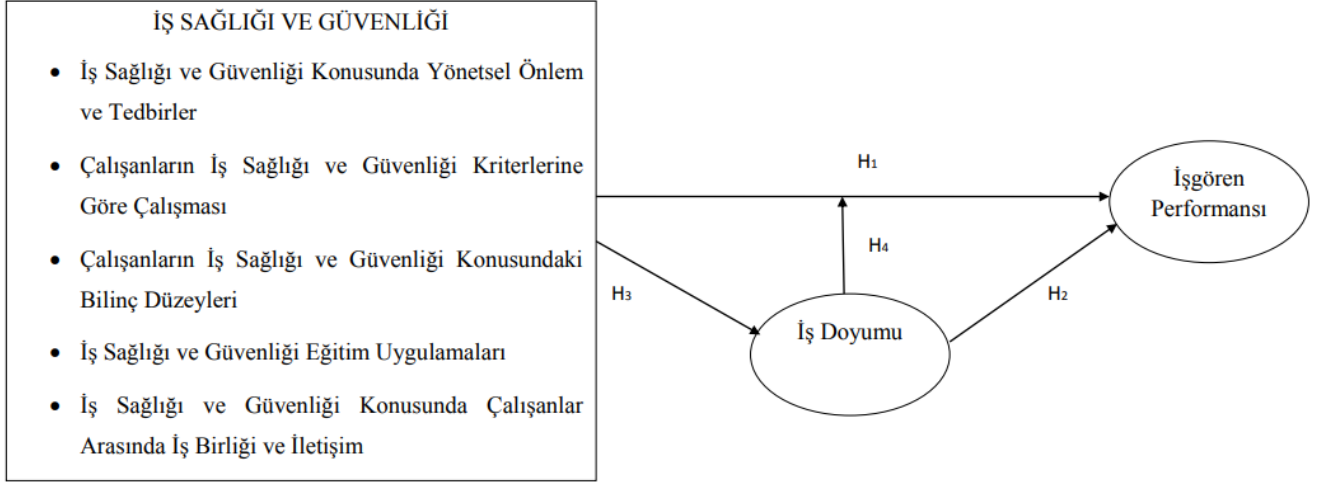 İŞ SAĞLIĞI VE GÜVENLİĞİ
• İş Sağlığı ve Güvenliği Konusunda Yönetsel Önlem
ve Tedbirler
• Çalışanların İş Sağlığı ve Güvenliği Kriterlerine
Göre Çalışması
• Çalışanların İş Sağlığı ve Güvenliği Konusundaki
Bilinç Düzeyleri
• İş Sağlığı ve Güvenliği Eğitim Uygulamaları
• İş Sağlığı ve Güvenliği Konusunda Çalışanlar
Arasında İş Birliği ve İletişim
H1
H4
H3
H2
İş Doyumu
İşgören
Performansı